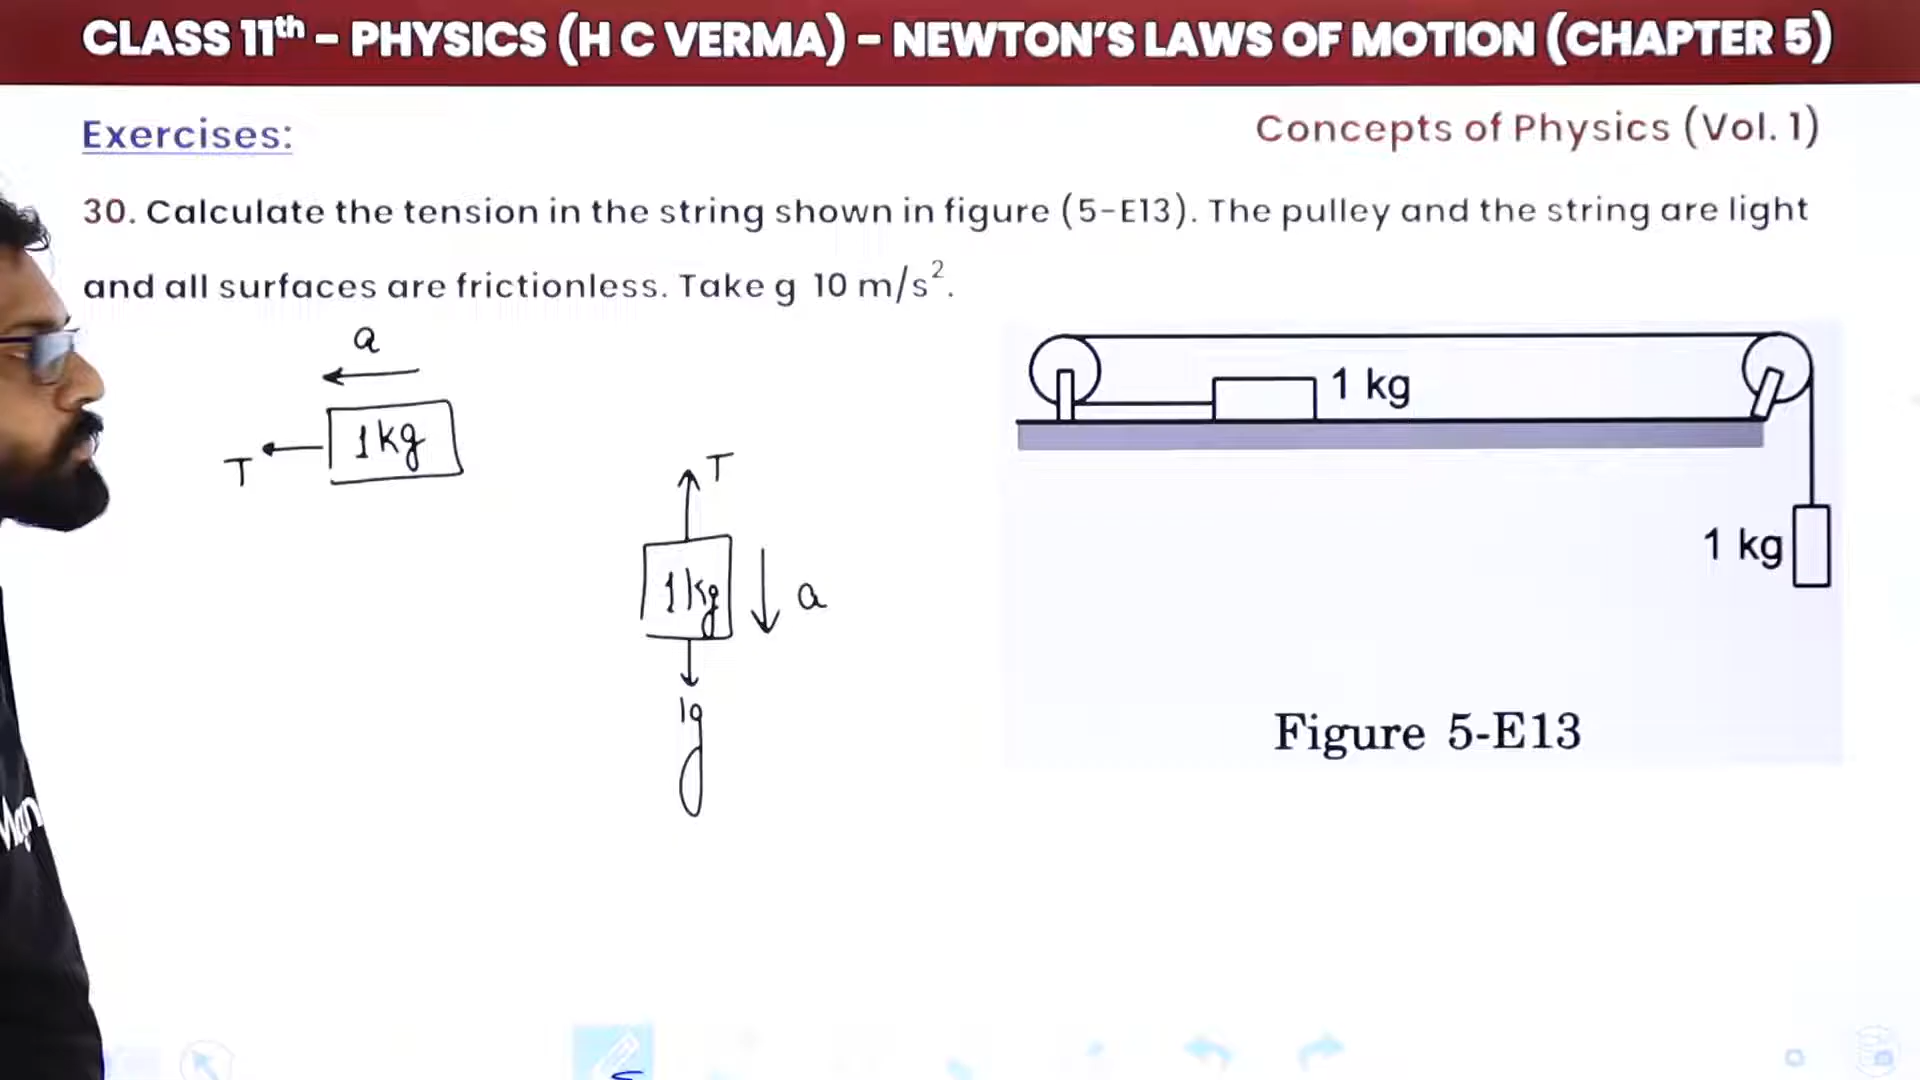 CLASS 11th – PHYSICS (H C VERMA) – NEWTON'S LAWS OF MOTION (CHAPTER 5)
Exercises:
Concepts of Physics (Vol. 1)
30. Calculate the tension in the string shown in figure (5-E13). The pulley and the string are light
and all surfaces are frictionless. Take g 10 m/s².
a
T
1kg
T
1kg
a
1g
1 kg
1 kg
Figure 5-E13